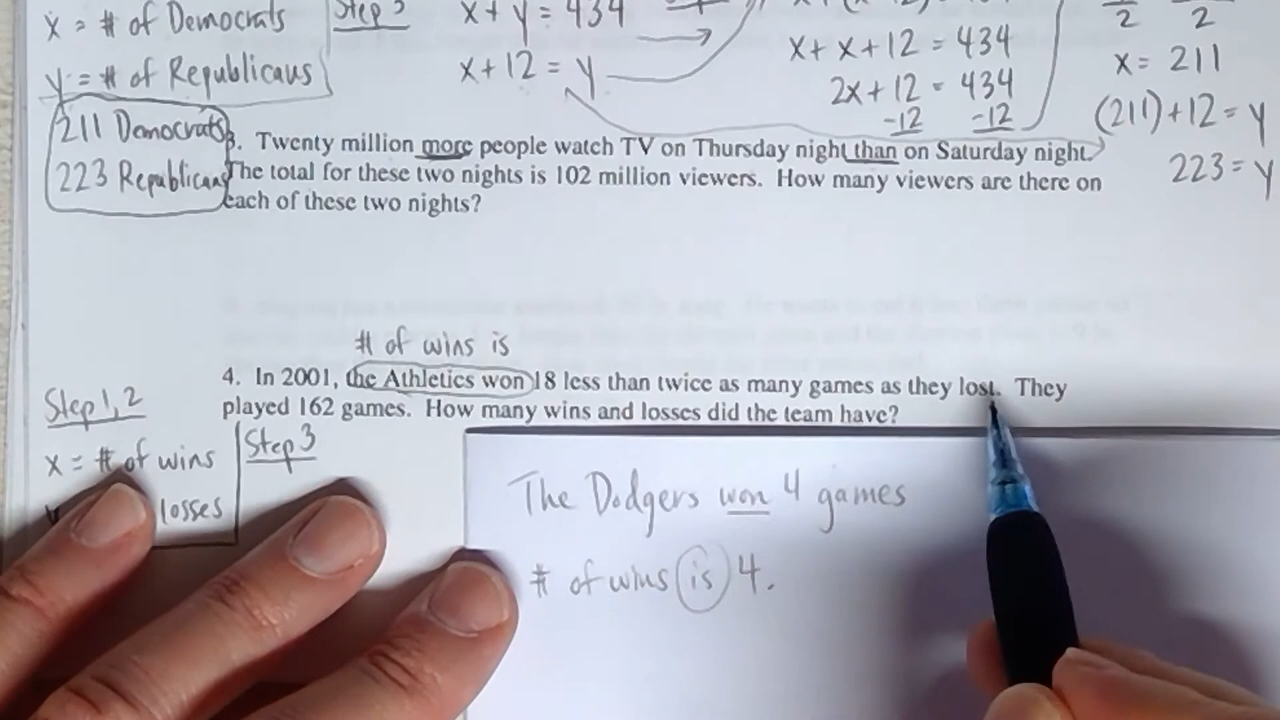 x = # of Democrats
y = # of Republicans
211 Democrats
223 Republicans
Step 3
x + y = 434
x + 12 = y
x + x + 12 = 434
2x + 12 = 434
-12 -12
2 2
x = 211
(211) + 12 = y
223 = y
3. Twenty million more people watch TV on Thursday night than on Saturday night.
The total for these two nights is 102 million viewers. How many viewers are there on
each of these two nights?
# of wins is
4. In 2001, the Athletics won 18 less than twice as many games as they lost. They
played 162 games. How many wins and losses did the team have?
Step 1,2
x = # of wins
losses
Step 3
The Dodgers won 4 games
# of wins is 4.